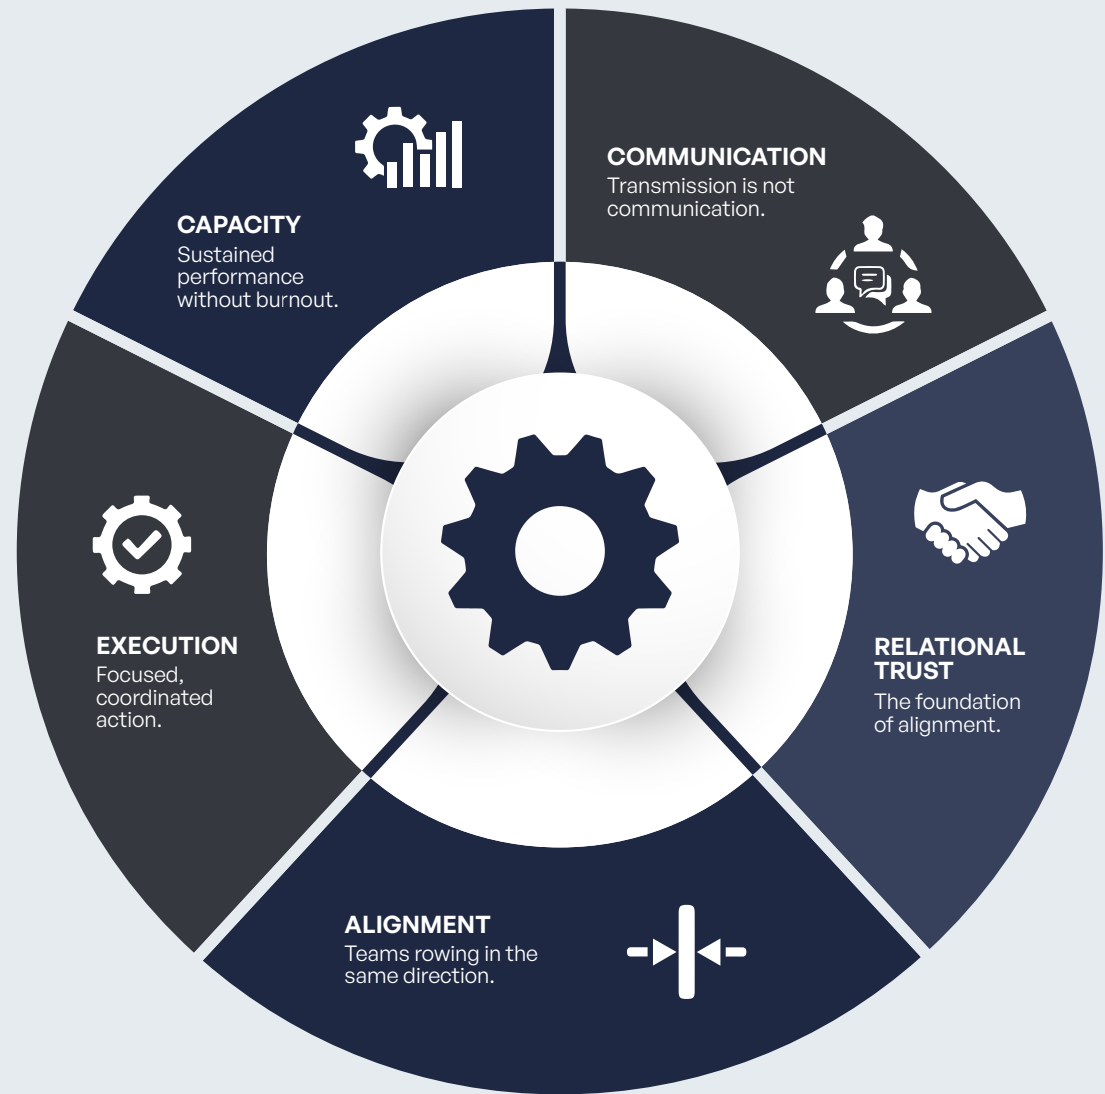 COMMUNICATION
Transmission is not
communication.
RELATIONAL
TRUST
The foundation
of alignment.
ALIGNMENT
Teams rowing in the
same direction.
EXECUTION
Focused,
coordinated
action.
CAPACITY
Sustained
performance
without burnout.